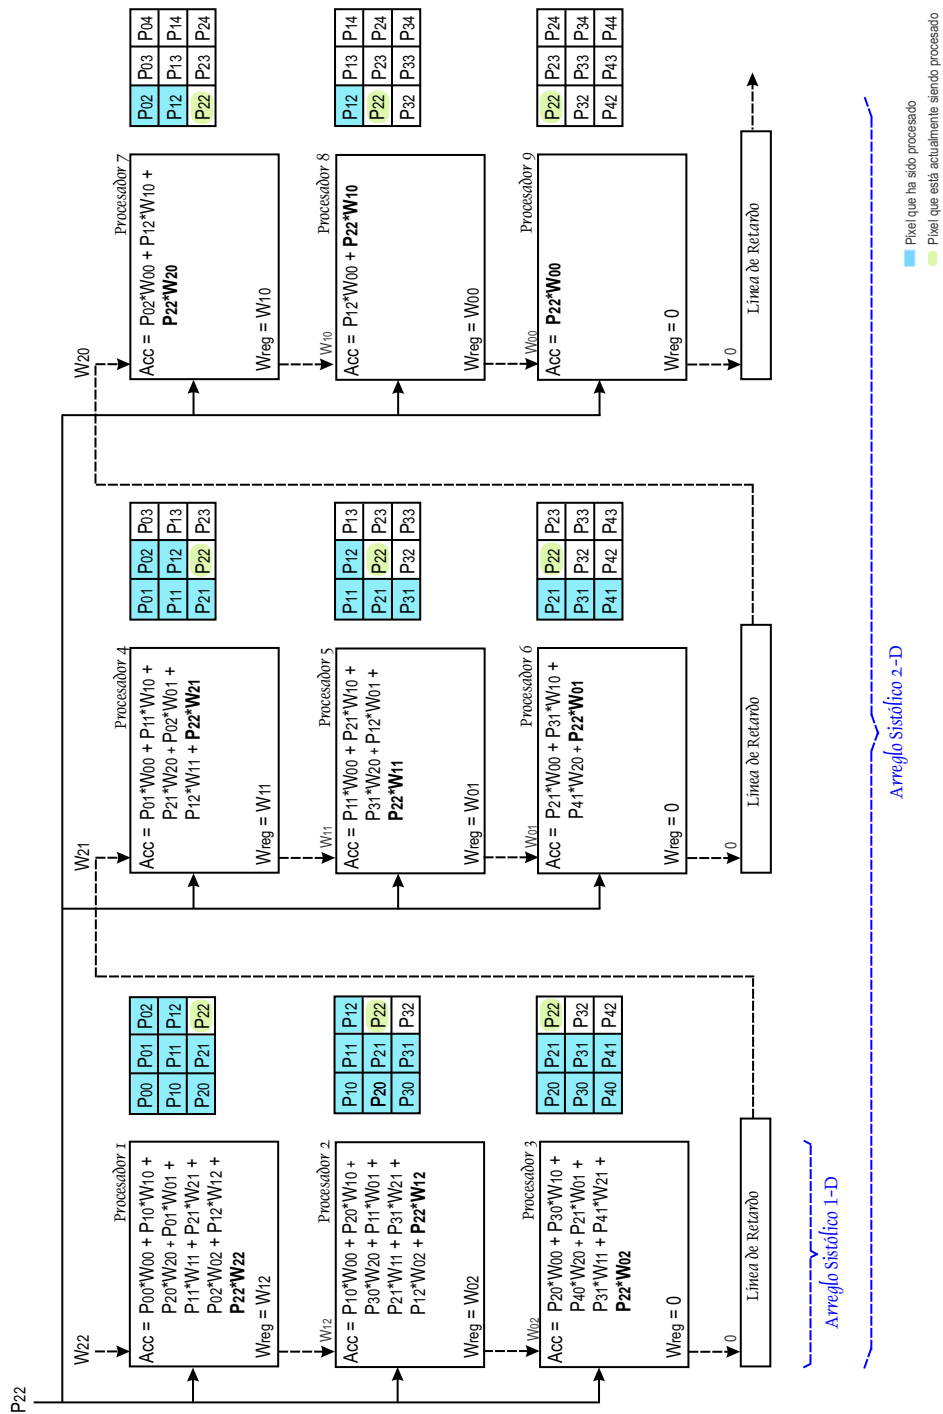 P22
W22
Procesador 1
Acc = P00*W00 + P10*W10 +
P20*W20 + P01*W01 +
P11*W11 + P21*W21 +
P02*W02 + P12*W12 +
P22*W22
Wreg = W12
P00 P01 P02
P10 P11 P12
P20 P21 P22
W12
Procesador 2
Acc = P10*W00 + P20*W10 +
P30*W20 + P11*W01 +
P21*W11 + P31*W21 +
P12*W02 + P22*W12
Wreg = W02
P10 P11 P12
P20 P21 P22
P30 P31 P32
W02
Procesador 3
Acc = P20*W00 + P30*W10 +
P40*W20 + P21*W01 +
P31*W11 + P41*W21 +
P22*W02
Wreg = 0
P20 P21 P22
P30 P31 P32
P40 P41 P42
0
Línea de Retardo
Arreglo Sistólico 1-D
W21
Procesador 4
Acc = P01*W00 + P11*W10 +
P21*W20 + P02*W01 +
P12*W11 + P22*W21
Wreg = W11
P01 P02 P03
P11 P12 P13
P21 P22 P23
W11
Procesador 5
Acc = P11*W00 + P21*W10 +
P31*W20 + P12*W01 +
P22*W11
Wreg = W01
P11 P12 P13
P21 P22 P23
P31 P32 P33
W01
Procesador 6
Acc = P21*W00 + P31*W10 +
P41*W20 + P22*W01
Wreg = 0
P21 P22 P23
P31 P32 P33
P41 P42 P43
0
Línea de Retardo
W20
Procesador 7
Acc = P02*W00 + P12*W10 +
P22*W20
Wreg = W10
P02 P03 P04
P12 P13 P14
P22 P23 P24
W10
Procesador 8
Acc = P12*W00 + P22*W10
Wreg = W00
P12 P13 P14
P22 P23 P24
P32 P33 P34
W00
Procesador 9
Acc = P22*W00
Wreg = 0
P22 P23 P24
P32 P33 P34
P42 P43 P44
0
Línea de Retardo
Arreglo Sistólico 2-D
Pixel que ha sido procesado
Pixel que está actualmente siendo procesado